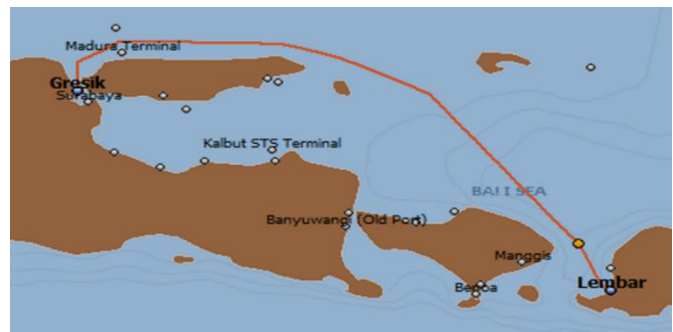 Madura Terminal
Gresik
Surabaya
Kalbut STS Terminal
BALI SEA
Banyuwangi (Old Port)
Manggis
Benoa
Lembar